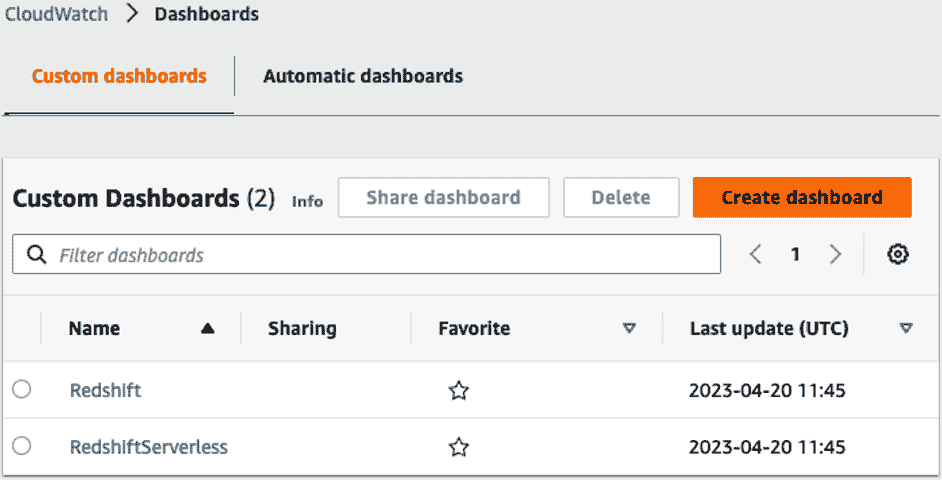 CloudWatch > Dashboards
Custom dashboards Automatic dashboards
Custom Dashboards (2) Info Share dashboard Delete Create dashboard
Filter dashboards < 1 >
Name Sharing Favorite Last update (UTC)
Redshift 2023-04-20 11:45
RedshiftServerless 2023-04-20 11:45